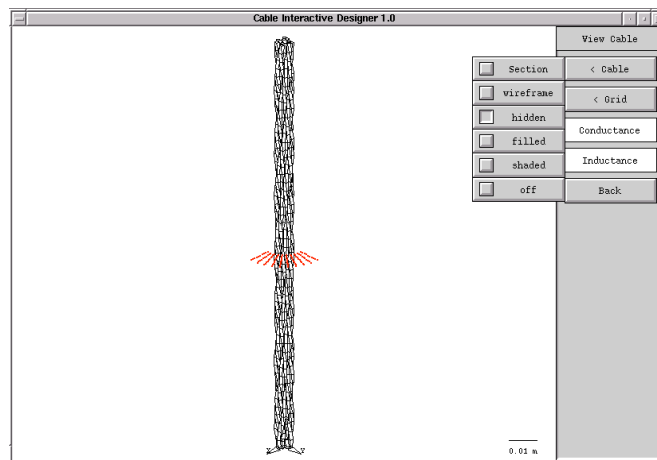 Cable Interactive Designer 1.0
View Cable
Section
< Cable
wireframe
< Grid
hidden
Conductance
filled
Inductance
shaded
off
Back
0.01 m